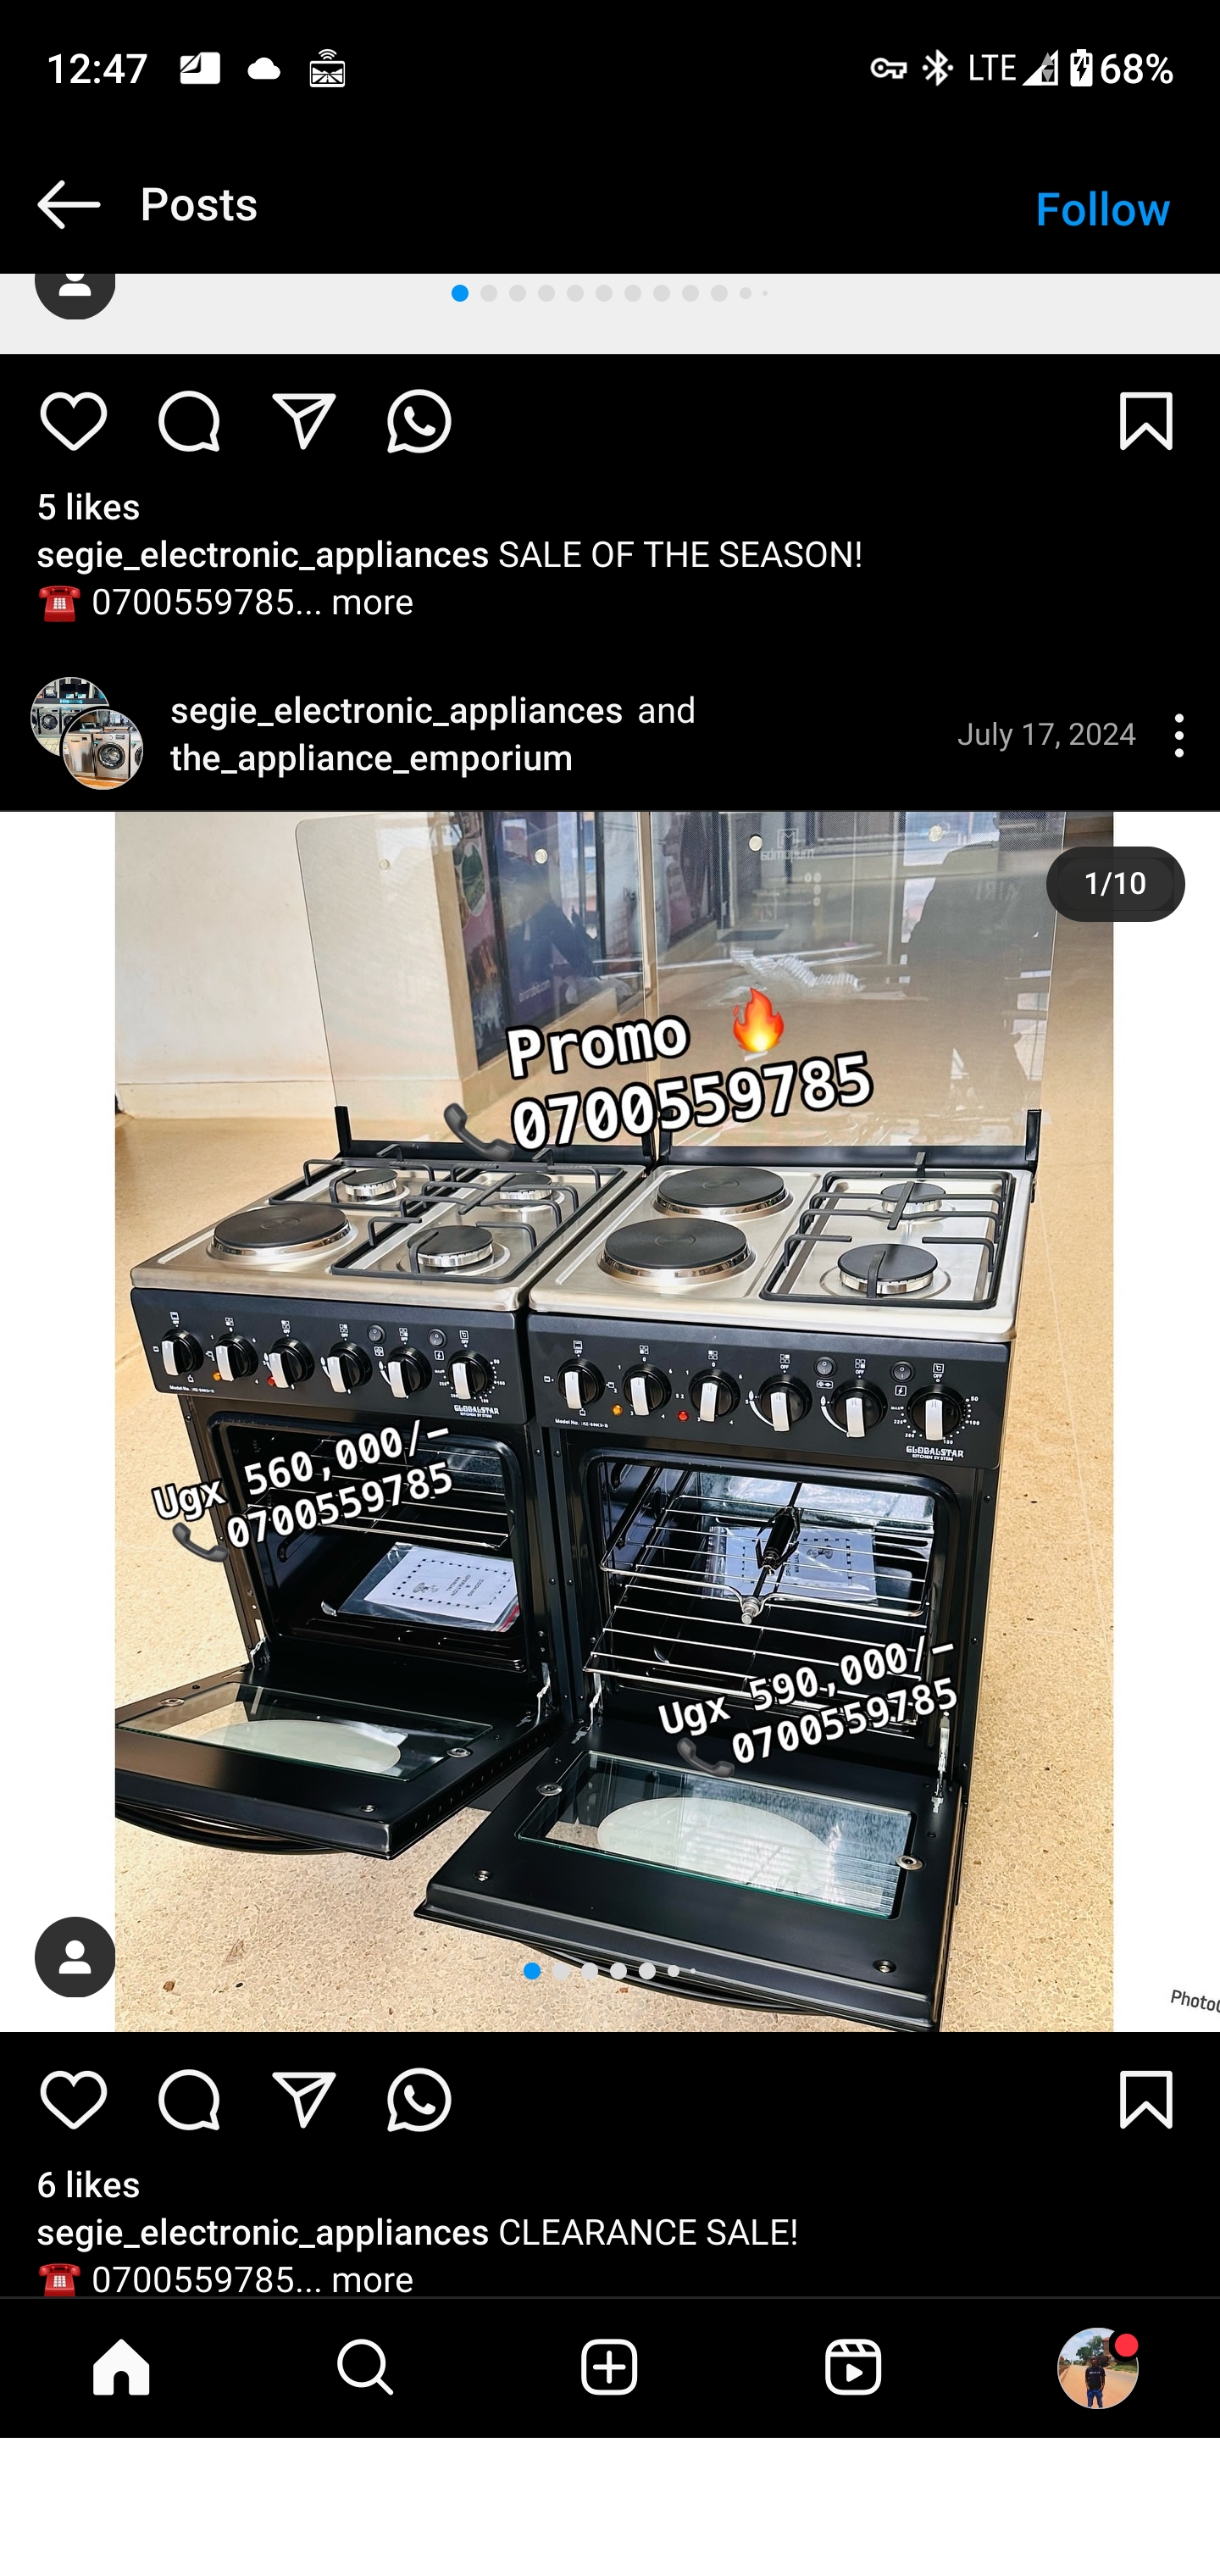 12:47
LTE 68%
Posts
Follow
5 likes
segie_electronic_appliances SALE OF THE SEASON!
☎️ 0700559785... more
segie_electronic_appliances and
the_appliance_emporium
July 17, 2024
1/10
Promo 🔥
📞0700559785
GLOBALSTAR
GLOBALSTAR
Ugx 560,000/-
📞0700559785
Ugx 590,000/-
📞0700559785
6 likes
segie_electronic_appliances CLEARANCE SALE!
☎️ 0700559785... more